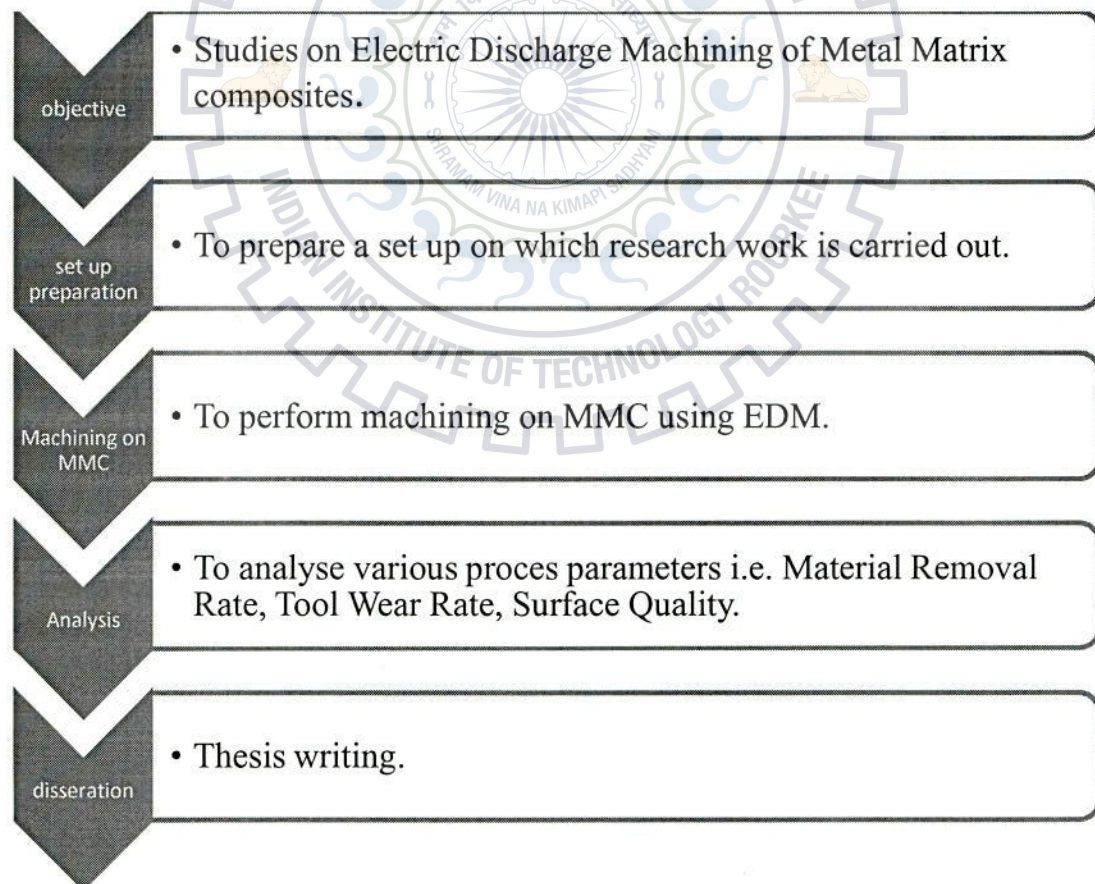 objective
• Studies on Electric Discharge Machining of Metal Matrix
composites.
set up
preparation
• To prepare a set up on which research work is carried out.
Machining on
MMC
• To perform machining on MMC using EDM.
Analysis
• To analyse various proces parameters i.e. Material Removal
Rate, Tool Wear Rate, Surface Quality.
disseration
• Thesis writing.
SHRAMAM VINA NA KIMAPI SADHYAM
INDIAN INSTITUTE OF TECHNOLOGY ROORKEE